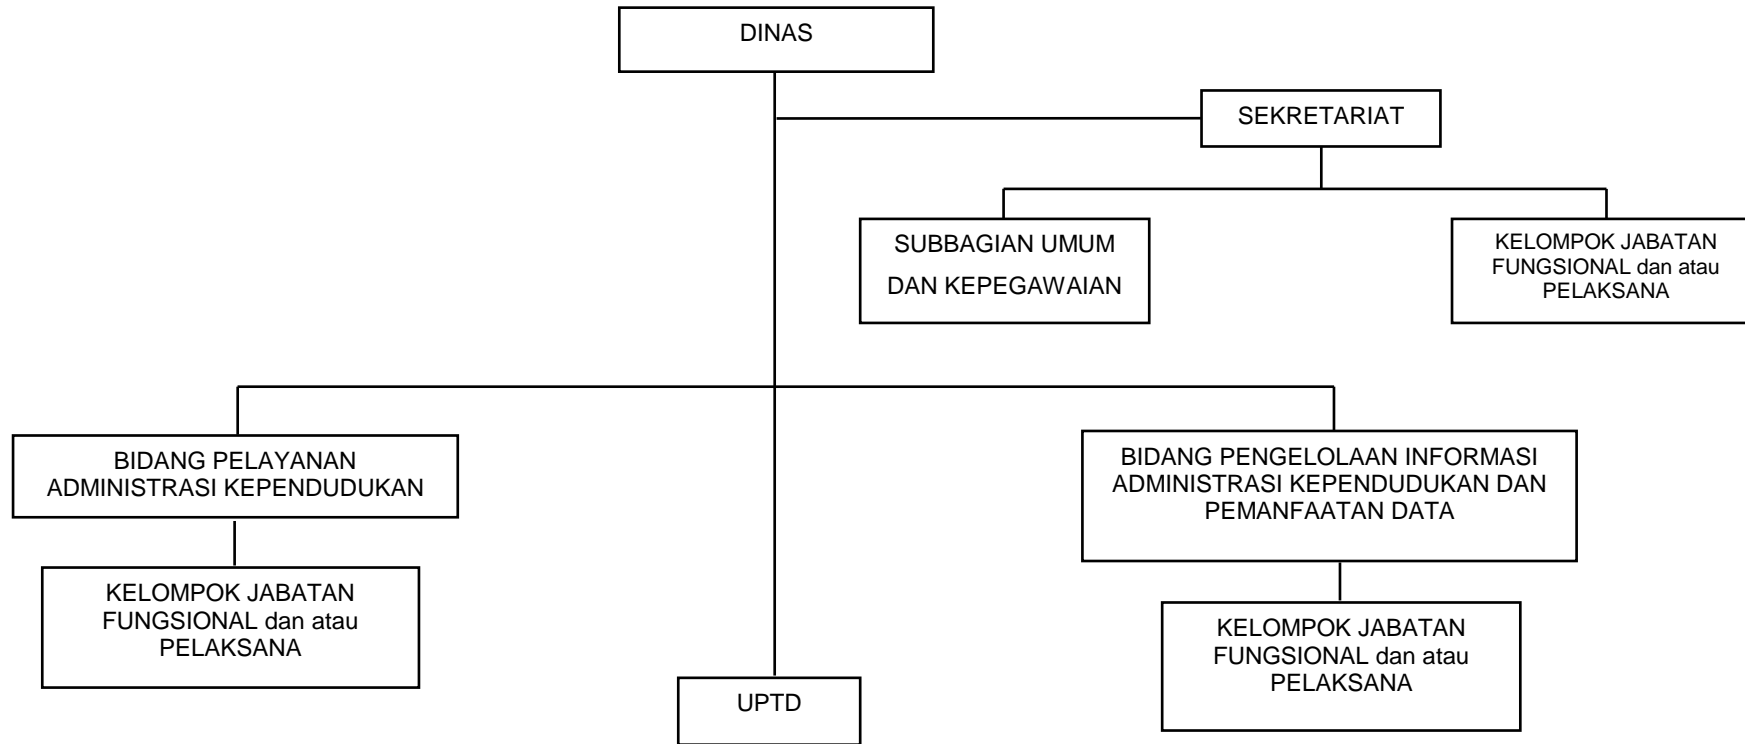 DINAS
SEKRETARIAT
SUBBAGIAN UMUM
DAN KEPEGAWAIAN
KELOMPOK JABATAN
FUNGSIONAL dan atau
PELAKSANA
BIDANG PELAYANAN
ADMINISTRASI KEPENDUDUKAN
BIDANG PENGELOLAAN INFORMASI
ADMINISTRASI KEPENDUDUKAN DAN
PEMANFAATAN DATA
KELOMPOK JABATAN
FUNGSIONAL dan atau
PELAKSANA
KELOMPOK JABATAN
FUNGSIONAL dan atau
PELAKSANA
UPTD